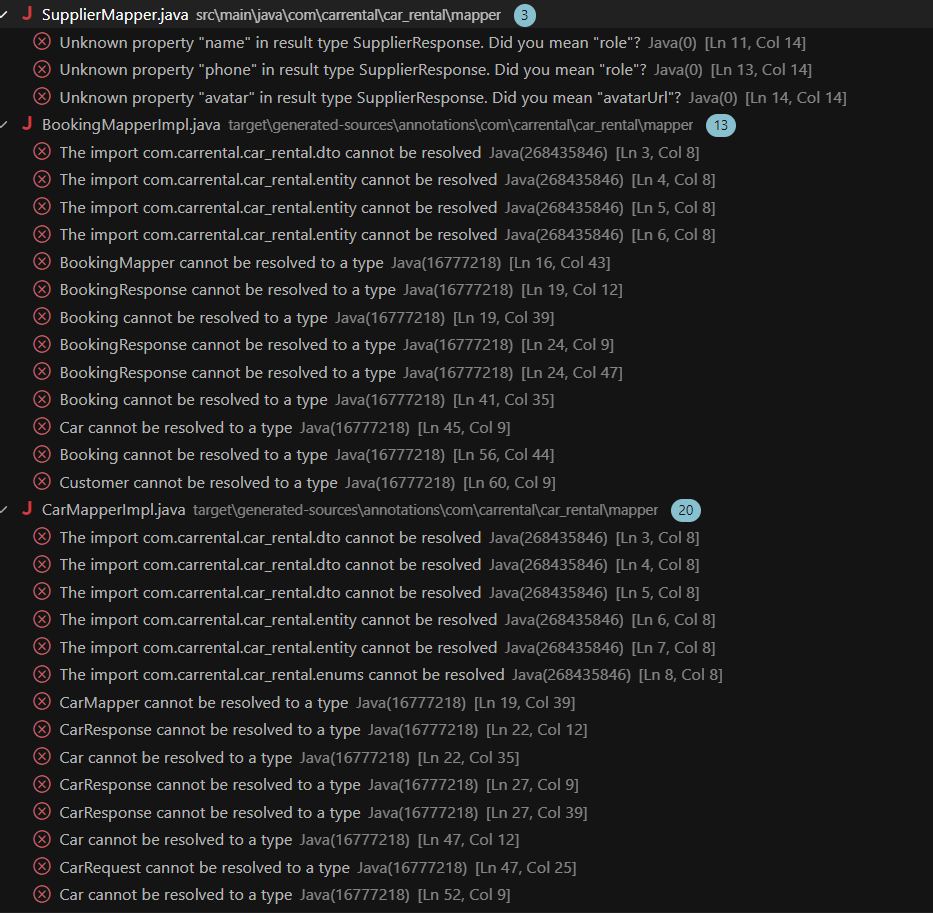 SupplierMapper.java src\main\java\com\carrental\car_rental\mapper 3
Unknown property "name" in result type SupplierResponse. Did you mean "role"? Java(0) [Ln 11, Col 14]
Unknown property "phone" in result type SupplierResponse. Did you mean "role"? Java(0) [Ln 13, Col 14]
Unknown property "avatar" in result type SupplierResponse. Did you mean "avatarUrl"? Java(0) [Ln 14, Col 14]
BookingMapperImpl.java target\generated-sources\annotations\com\carrental\car_rental\mapper 13
The import com.carrental.car_rental.dto cannot be resolved Java(268435846) [Ln 3, Col 8]
The import com.carrental.car_rental.entity cannot be resolved Java(268435846) [Ln 4, Col 8]
The import com.carrental.car_rental.entity cannot be resolved Java(268435846) [Ln 5, Col 8]
The import com.carrental.car_rental.entity cannot be resolved Java(268435846) [Ln 6, Col 8]
BookingMapper cannot be resolved to a type Java(16777218) [Ln 16, Col 43]
BookingResponse cannot be resolved to a type Java(16777218) [Ln 19, Col 12]
Booking cannot be resolved to a type Java(16777218) [Ln 19, Col 39]
BookingResponse cannot be resolved to a type Java(16777218) [Ln 24, Col 9]
BookingResponse cannot be resolved to a type Java(16777218) [Ln 24, Col 47]
Booking cannot be resolved to a type Java(16777218) [Ln 41, Col 35]
Car cannot be resolved to a type Java(16777218) [Ln 45, Col 9]
Booking cannot be resolved to a type Java(16777218) [Ln 56, Col 44]
Customer cannot be resolved to a type Java(16777218) [Ln 60, Col 9]
CarMapperImpl.java target\generated-sources\annotations\com\carrental\car_rental\mapper 20
The import com.carrental.car_rental.dto cannot be resolved Java(268435846) [Ln 3, Col 8]
The import com.carrental.car_rental.dto cannot be resolved Java(268435846) [Ln 4, Col 8]
The import com.carrental.car_rental.dto cannot be resolved Java(268435846) [Ln 5, Col 8]
The import com.carrental.car_rental.entity cannot be resolved Java(268435846) [Ln 6, Col 8]
The import com.carrental.car_rental.entity cannot be resolved Java(268435846) [Ln 7, Col 8]
The import com.carrental.car_rental.enums cannot be resolved Java(268435846) [Ln 8, Col 8]
CarMapper cannot be resolved to a type Java(16777218) [Ln 19, Col 39]
CarResponse cannot be resolved to a type Java(16777218) [Ln 22, Col 12]
Car cannot be resolved to a type Java(16777218) [Ln 22, Col 35]
CarResponse cannot be resolved to a type Java(16777218) [Ln 27, Col 9]
CarResponse cannot be resolved to a type Java(16777218) [Ln 27, Col 39]
Car cannot be resolved to a type Java(16777218) [Ln 47, Col 12]
CarRequest cannot be resolved to a type Java(16777218) [Ln 47, Col 25]
Car cannot be resolved to a type Java(16777218) [Ln 52, Col 9]